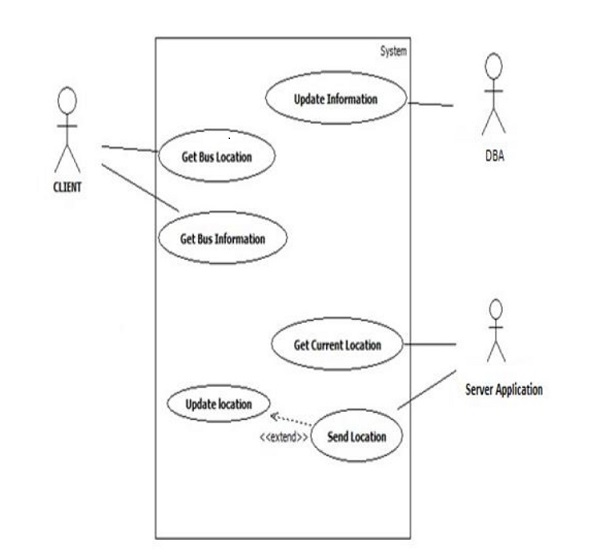 System
Update Information
DBA
Get Bus Location
CLIENT
Get Bus Information
Get Current Location
Server Application
Update location
<<extend>>
Send Location